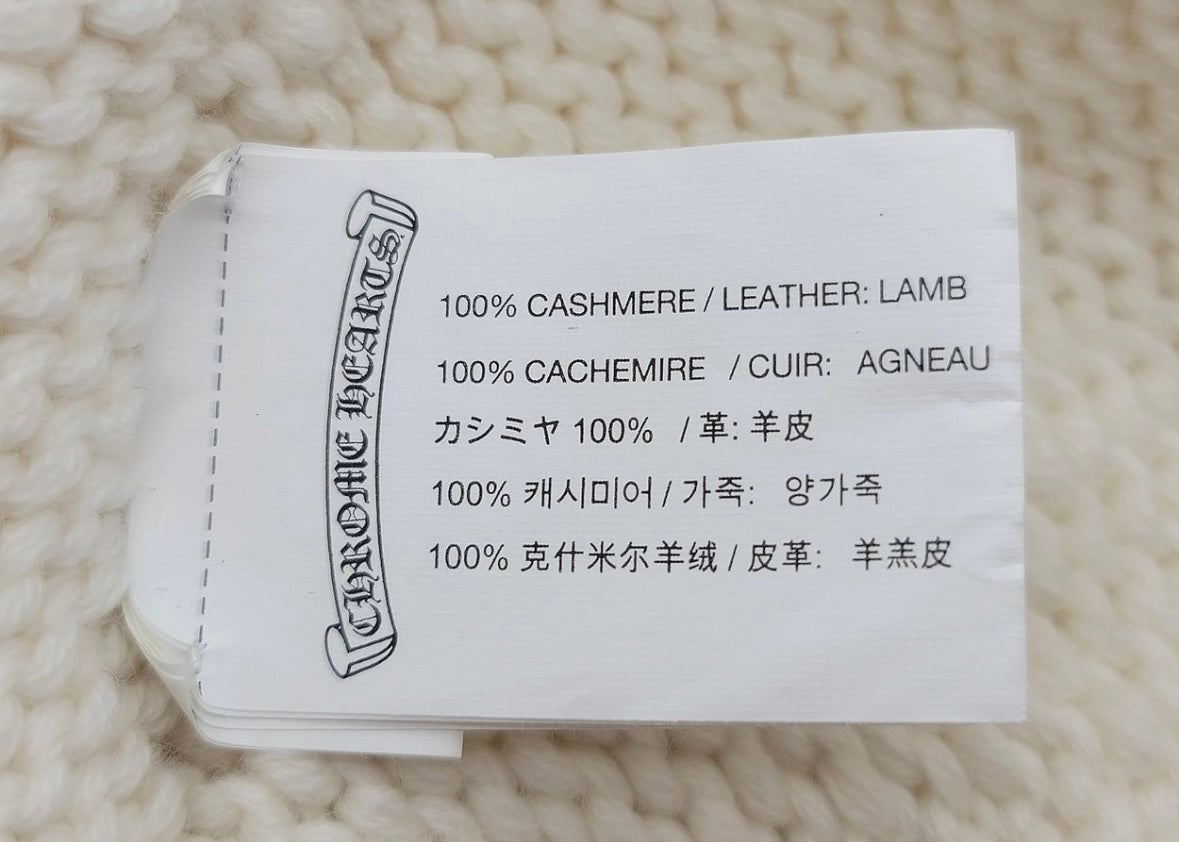 CHROME HEARTS
100% CASHMERE / LEATHER: LAMB
100% CACHEMIRE / CUIR: AGNEAU
カシミヤ 100% / 革: 羊皮
100% 캐시미어 / 가죽: 양가죽
100% 克什米尔羊绒 / 皮革: 羊羔皮